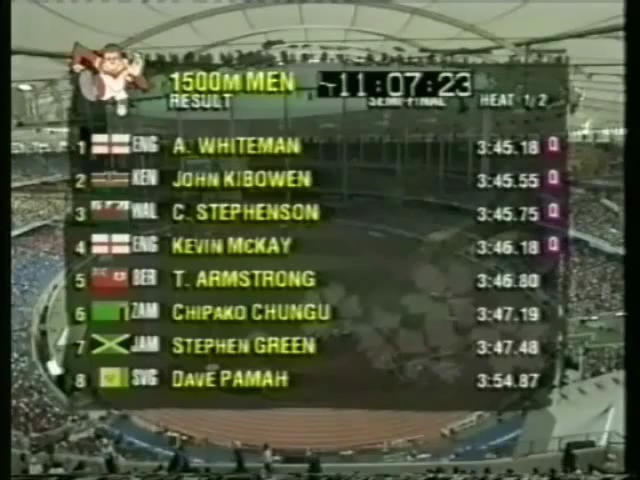 1500M MEN -11:07:23
RESULT SEMI-FINAL HEAT 1/2
1 ENG A. WHITEMAN 3:45.18 Q
2 KEN JOHN KIBOWEN 3:45.55 Q
3 WAL C. STEPHENSON 3:45.75 Q
4 ENG KEVIN MCKAY 3:46.18 Q
5 BER T. ARMSTRONG 3:46.80
6 ZAM CHIPAKO CHUNGU 3:47.19
7 JAM STEPHEN GREEN 3:47.48
8 SVG DAVE PAMAH 3:54.87